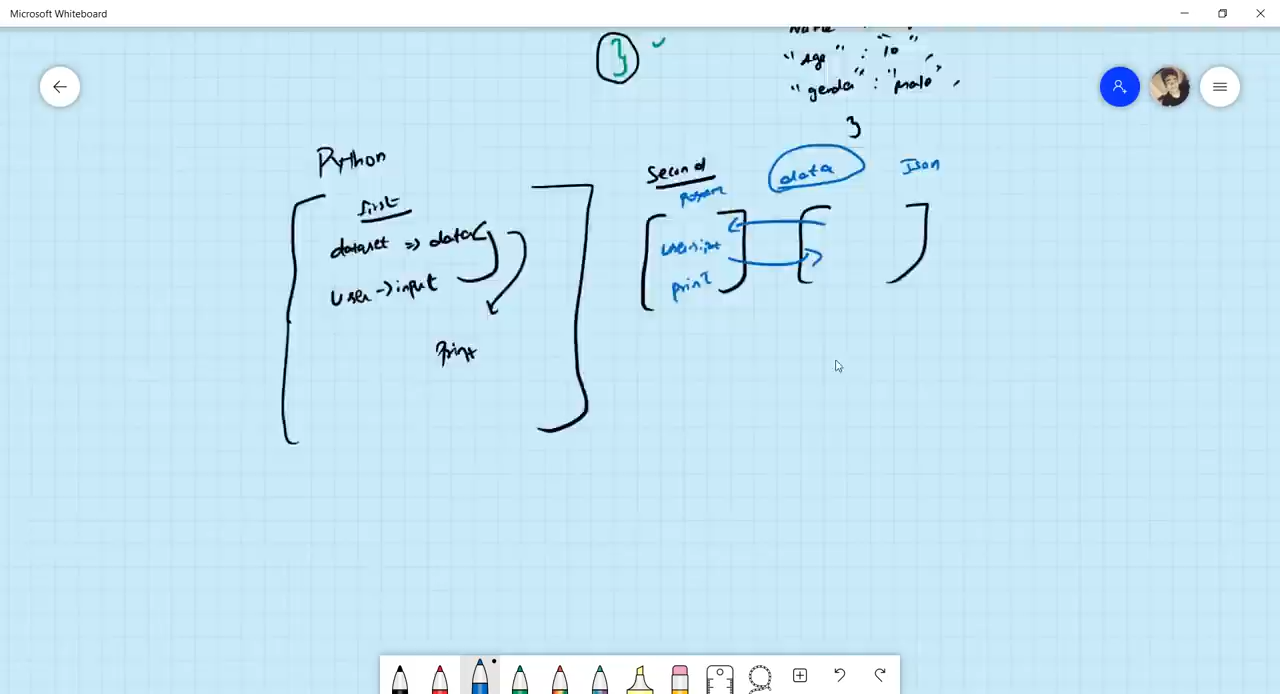 Microsoft Whiteboard
}
Name " : " "
"Age" : "10",
"gender" : "male",
}
Python
first
dataset => data
user -> input
print
Second
data
Json
user input
print